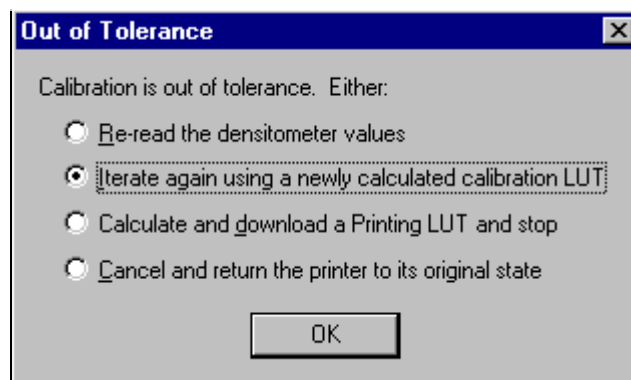 Out of Tolerance
Calibration is out of tolerance.  Either:
Re-read the densitometer values
Iterate again using a newly calculated calibration LUT
Calculate and download a Printing LUT and stop
Cancel and return the printer to its original state
OK